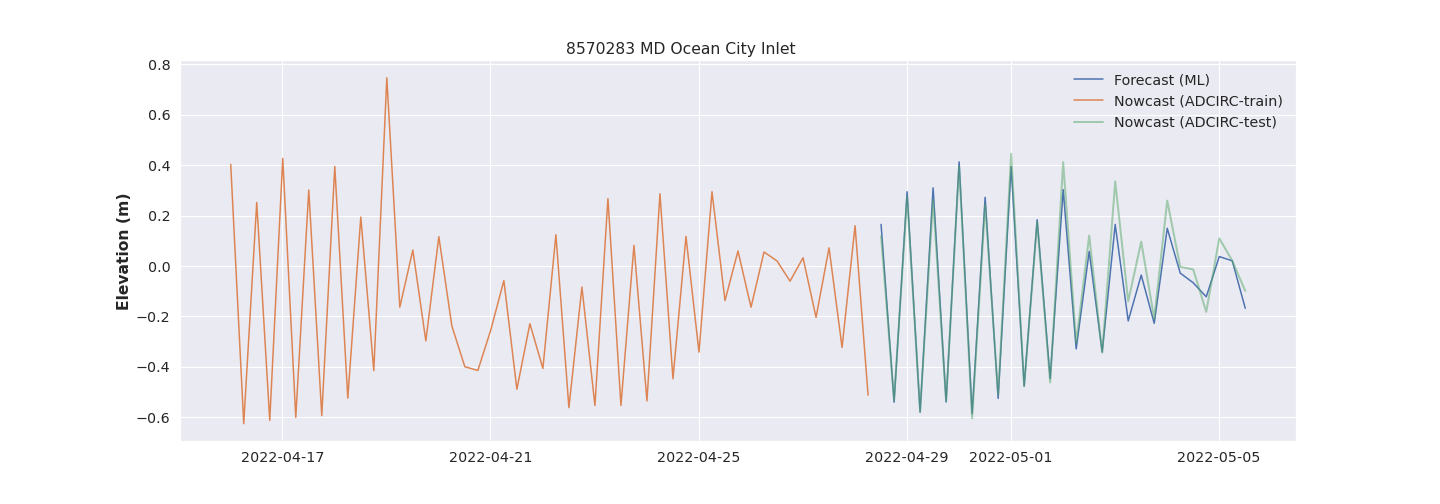 8570283 MD Ocean City Inlet
Elevation (m)
0.8
0.6
0.4
0.2
0.0
−0.2
−0.4
−0.6
Forecast (ML)
Nowcast (ADCIRC-train)
Nowcast (ADCIRC-test)
2022-04-17 2022-04-21 2022-04-25 2022-04-29 2022-05-01 2022-05-05